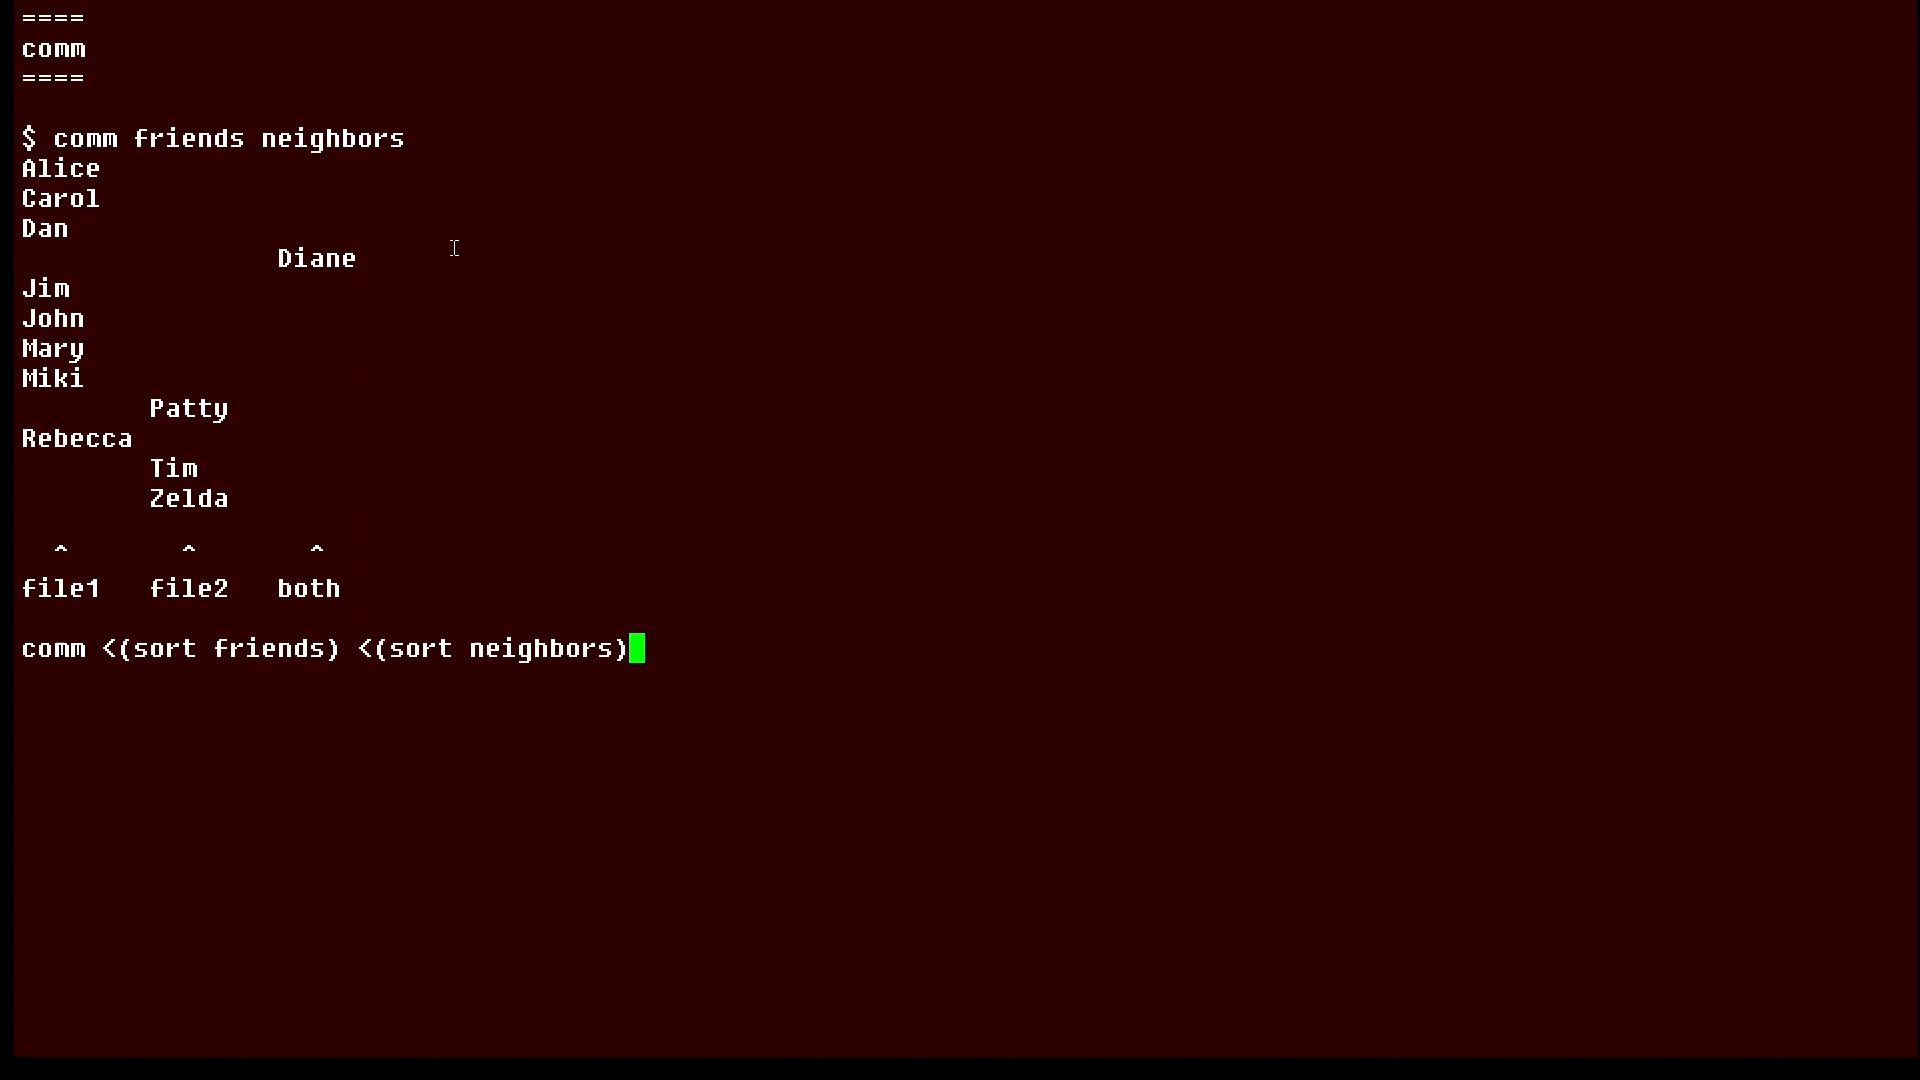 ====
comm
====
$ comm friends neighbors
Alice
Carol
Dan
                Diane
Jim
John
Mary
Miki
        Patty
Rebecca
        Tim
        Zelda
  ^       ^       ^
file1   file2   both
comm <(sort friends) <(sort neighbors)